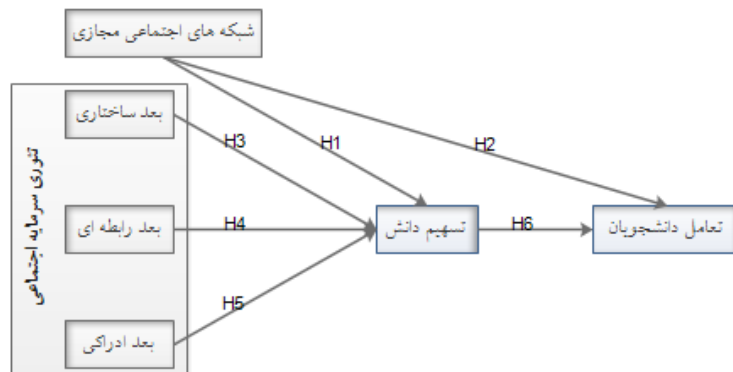 شبکه های اجتماعی مجازی
تئوری سرمایه اجتماعی
بعد ساختاری
بعد رابطه ای
بعد ادراکی
H3
H1
H2
H4
H5
تسهیم دانش
H6
تعامل دانشجویان